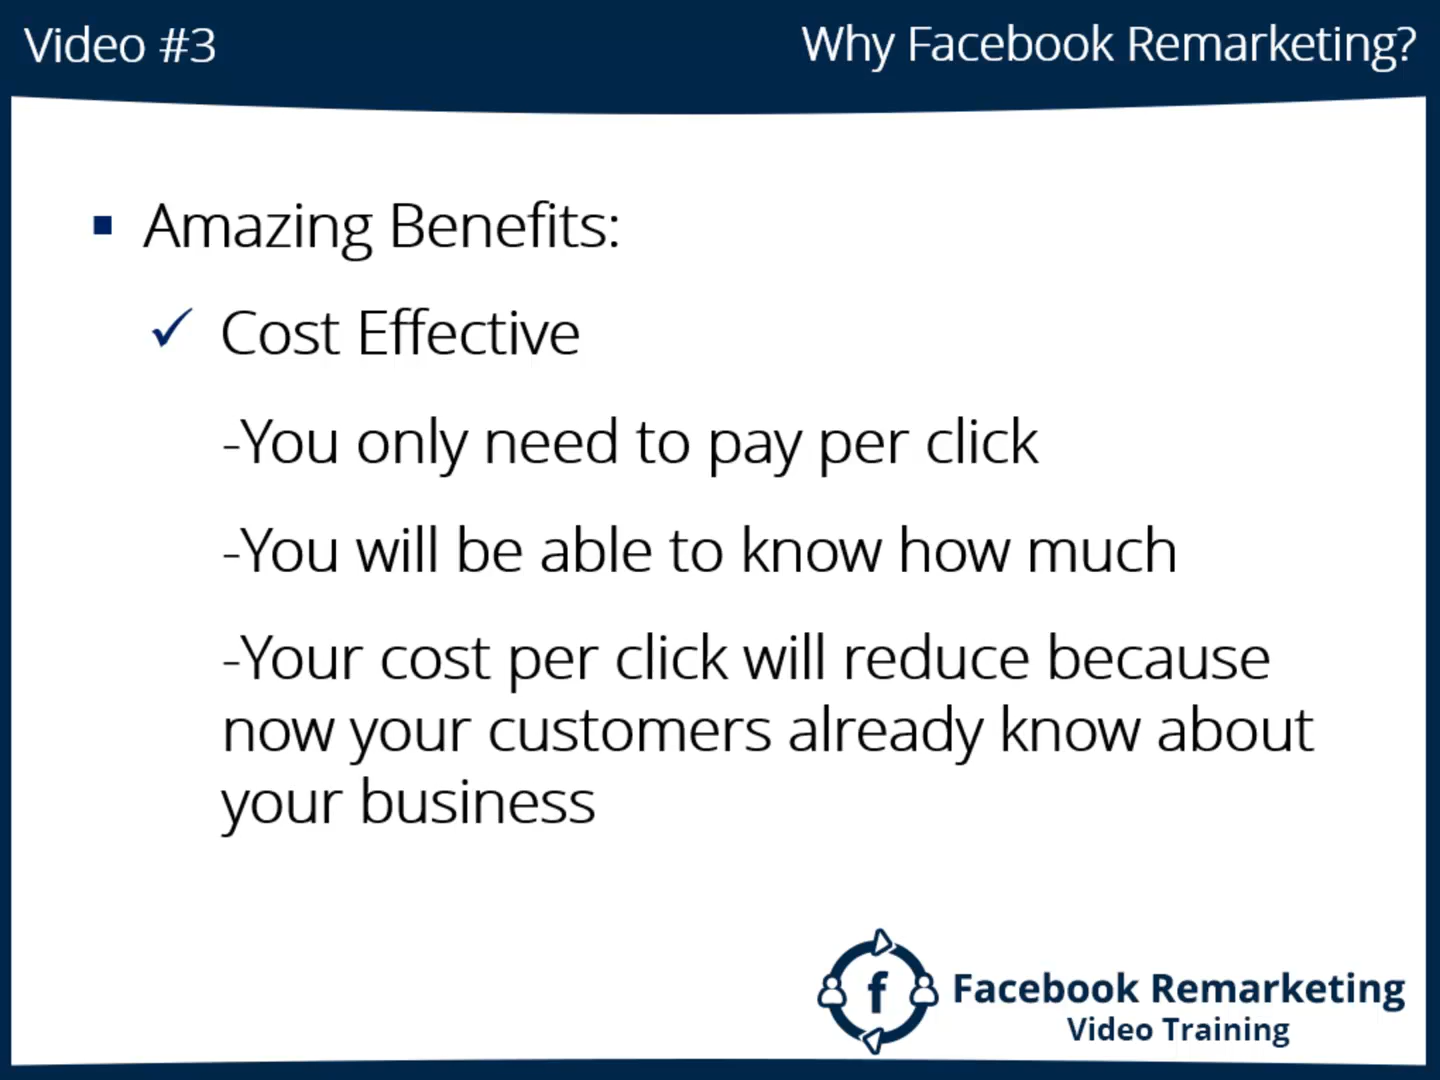 Video #3
Why Facebook Remarketing?
▪ Amazing Benefits:
✓ Cost Effective
-You only need to pay per click
-You will be able to know how much
-Your cost per click will reduce because
now your customers already know about
your business
f
Facebook Remarketing
Video Training